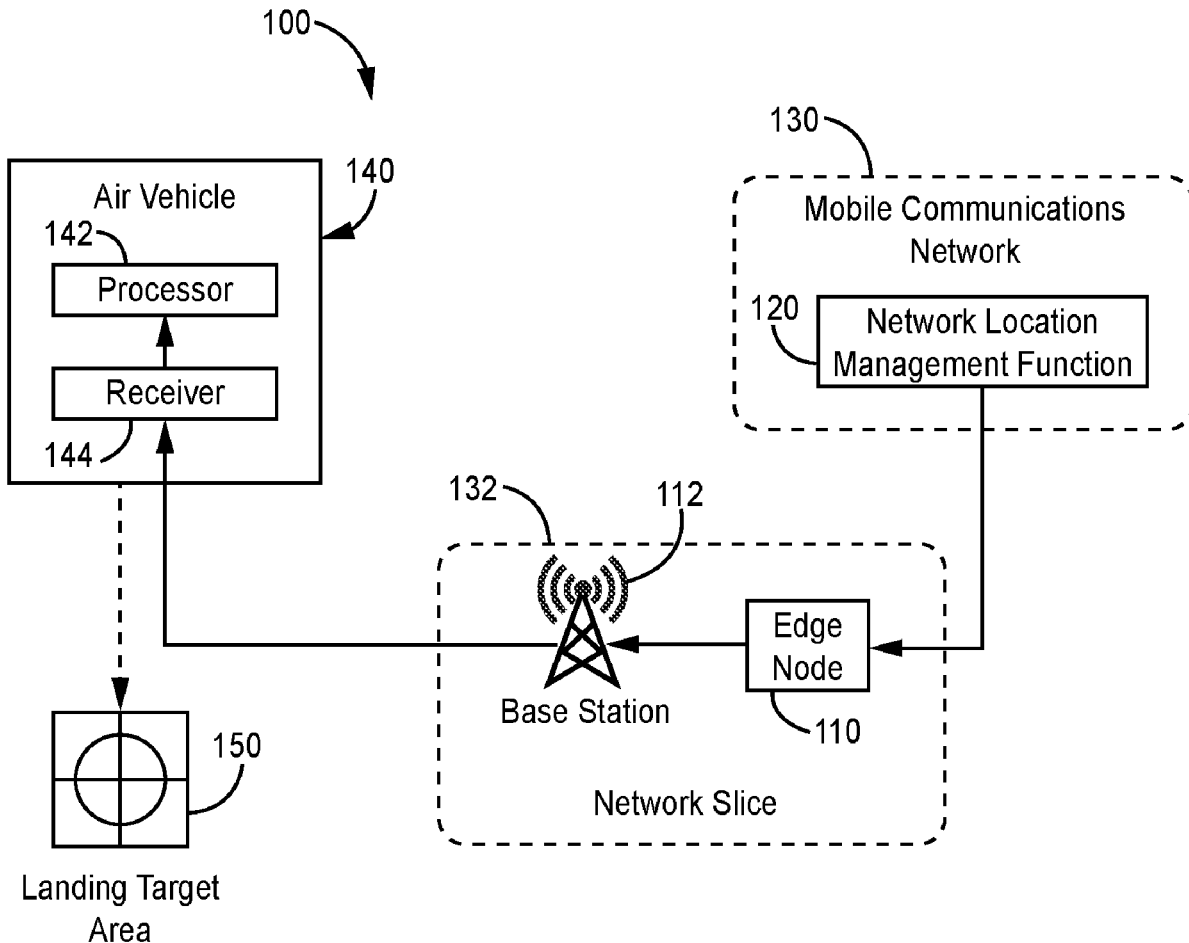 100
130
Mobile Communications
Network
120
Network Location
Management Function
140
Air Vehicle
142
Processor
Receiver
144
132
112
Base Station
Edge
Node
110
Network Slice
150
Landing Target
Area